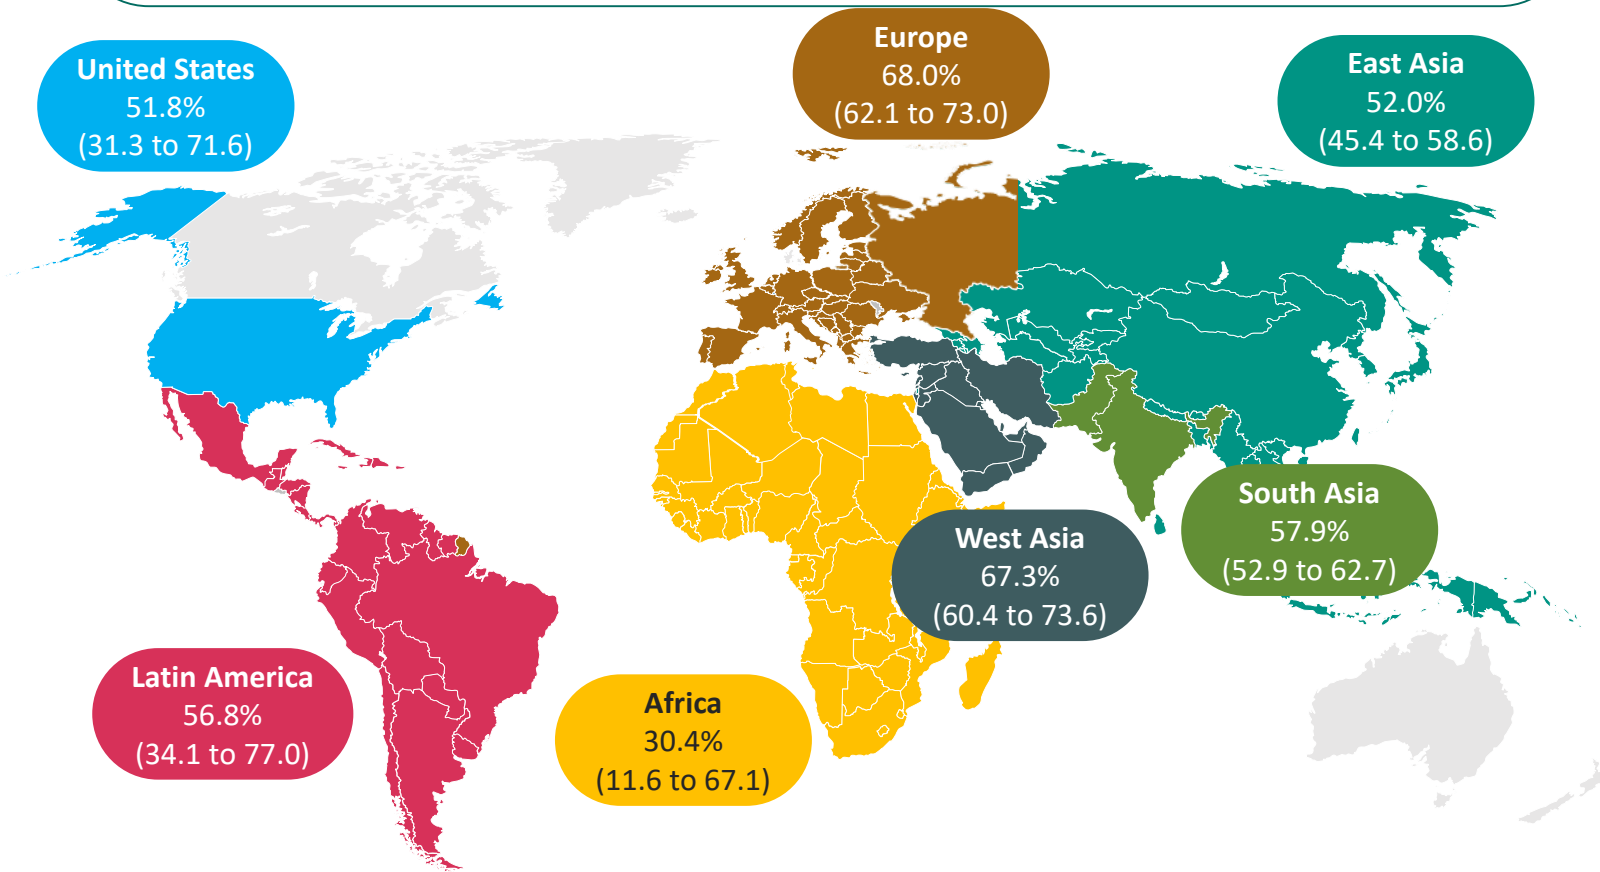 United States
51.8%
(31.3 to 71.6)
Europe
68.0%
(62.1 to 73.0)
East Asia
52.0%
(45.4 to 58.6)
South Asia
57.9%
(52.9 to 62.7)
West Asia
67.3%
(60.4 to 73.6)
Latin America
56.8%
(34.1 to 77.0)
Africa
30.4%
(11.6 to 67.1)